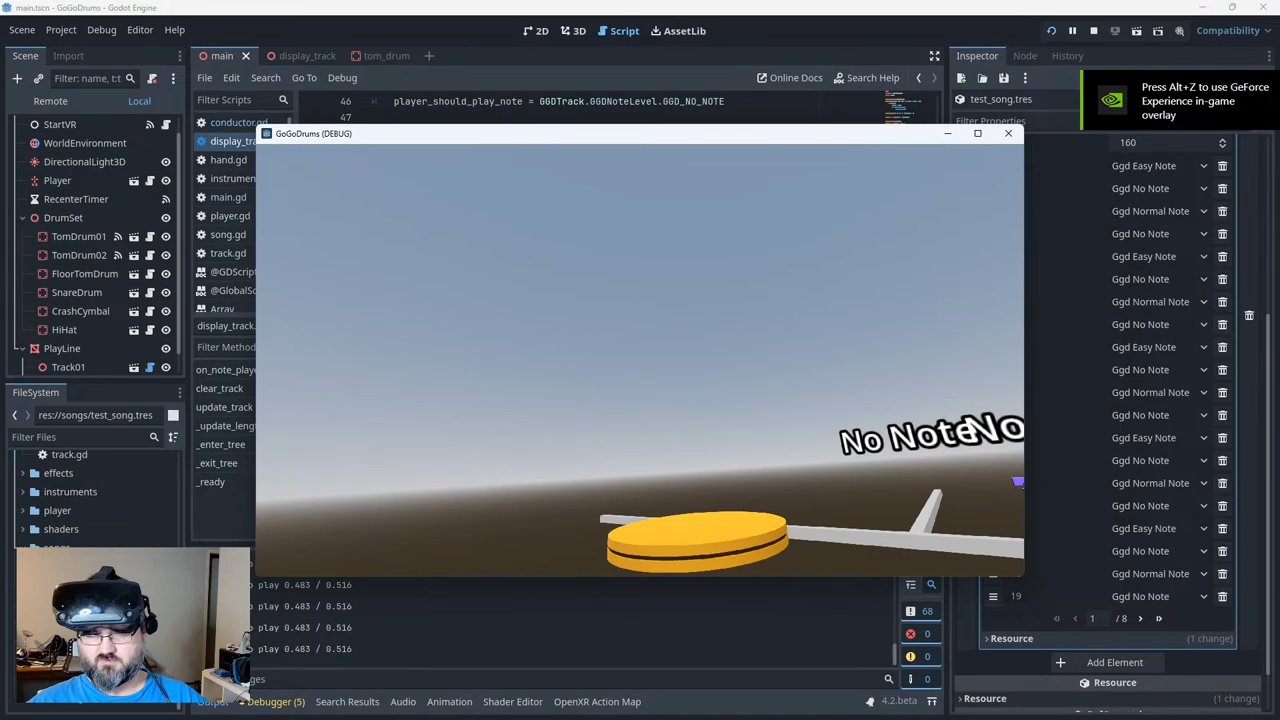 main.tscn - GoGoDrums - Godot Engine
Scene Project Debug Editor Help
2D 3D Script AssetLib
Compatibility
Scene Import
main display_track tom_drum
Inspector Node History
Filter: name, t:t
File Edit Search Go To Debug
Online Docs Search Help
Remote Local
Filter Scripts
46 player_should_play_note = GGDTrack.GGDNoteLevel.GGD_NO_NOTE
47
test_song.tres
Press Alt+Z to use GeForce
Experience in-game
overlay
StartVR
WorldEnvironment
DirectionalLight3D
Player
RecenterTimer
DrumSet
TomDrum01
TomDrum02
FloorTomDrum
SnareDrum
CrashCymbal
HiHat
PlayLine
Track01
conductor.gd
display_tra
hand.gd
instrumen
main.gd
player.gd
song.gd
track.gd
@GDScrip
@GlobalSc
Array
display_track.
Filter Metho
on_note_playe
clear_track
update_track
_update_leng
_enter_tree
_exit_tree
_ready
GoGoDrums (DEBUG)
No Note No
160
Ggd Easy Note
Ggd No Note
Ggd Normal Note
Ggd No Note
Ggd Easy Note
Ggd No Note
Ggd Normal Note
Ggd No Note
Ggd Easy Note
Ggd No Note
Ggd Normal Note
Ggd No Note
Ggd Easy Note
Ggd No Note
Ggd Normal Note
Ggd No Note
Ggd Easy Note
Ggd No Note
Ggd Normal Note
19 Ggd No Note
1 / 8
Resource (1 change)
Add Element
Resource
Resource (1 change)
FileSystem
res://songs/test_song.tres
Filter Files
track.gd
effects
instruments
player
shaders
o play 0.483 / 0.516
o play 0.483 / 0.516
o play 0.483 / 0.516
o play 0.483 / 0.516
68
0
0
0
ges
Debugger (5) Search Results Audio Animation Shader Editor OpenXR Action Map
4.2.beta